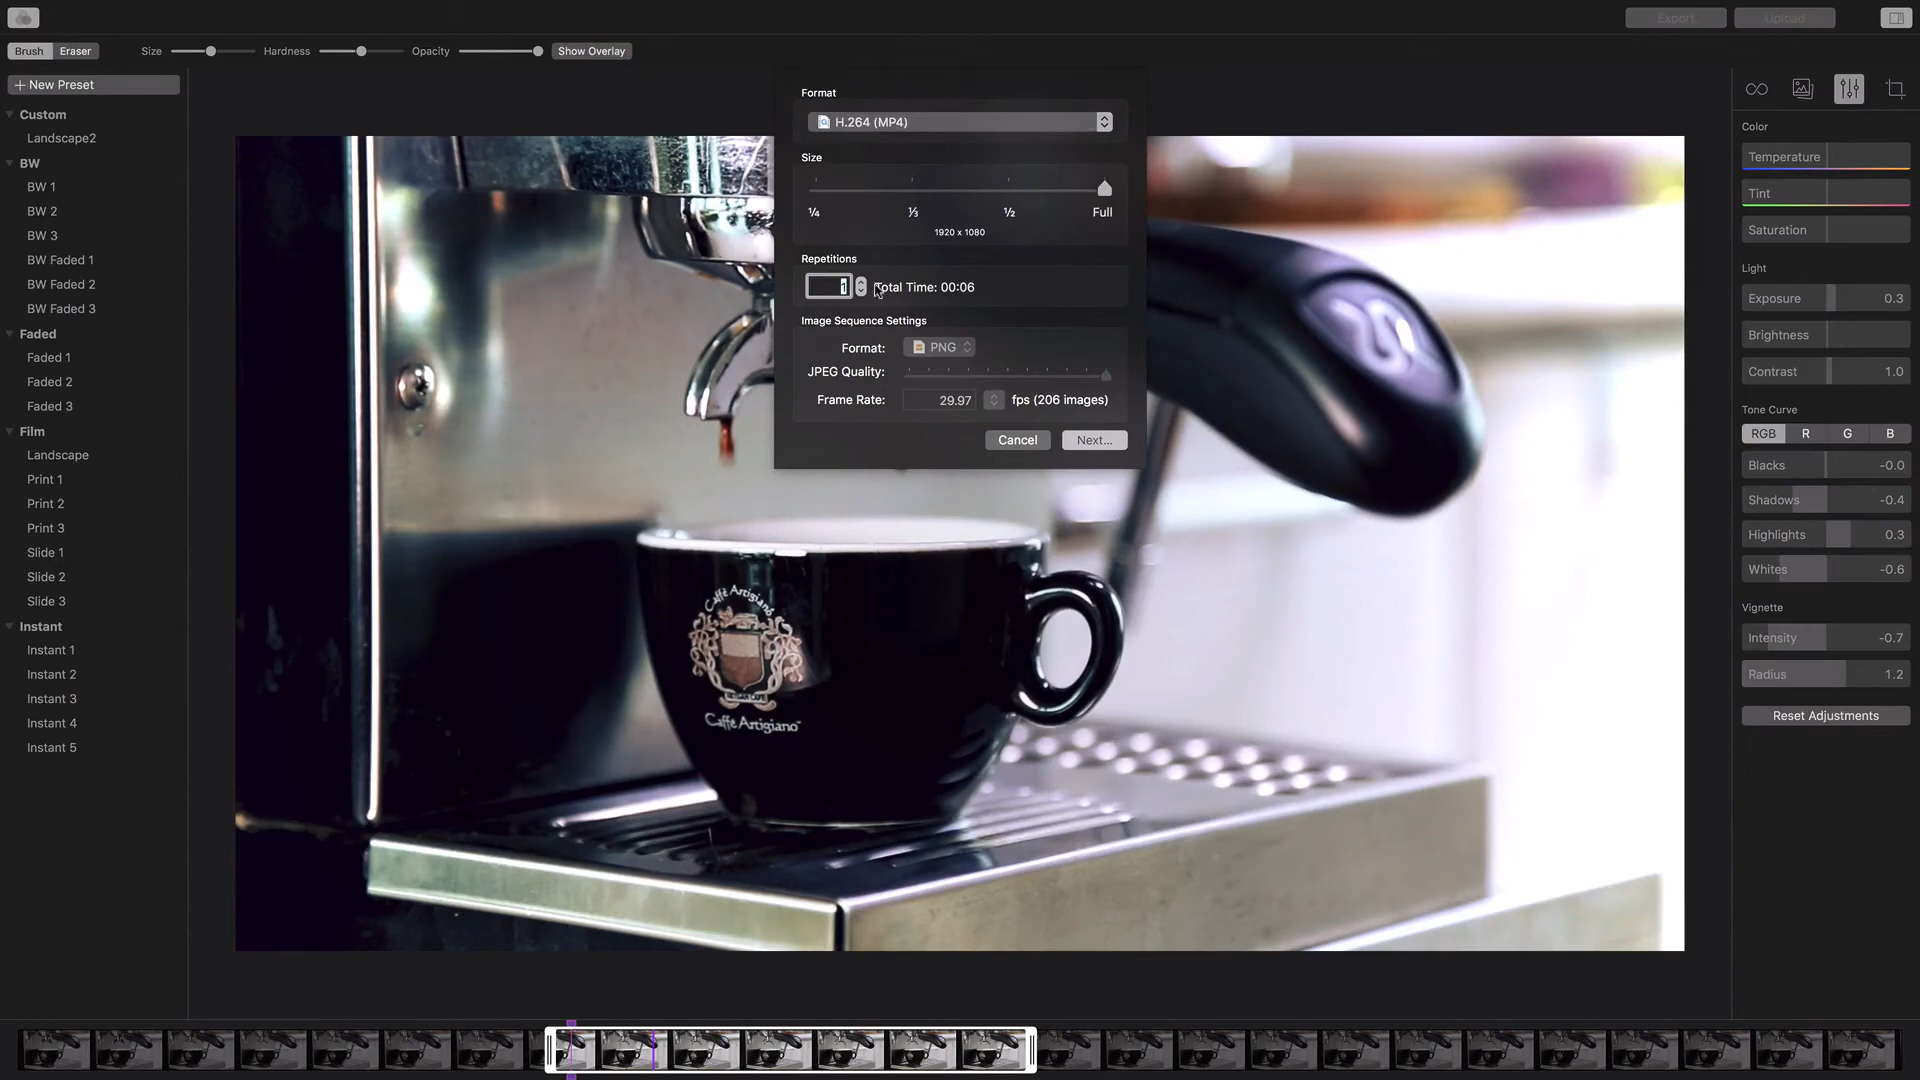 Export
Upload
Brush
Eraser
Size
Hardness
Opacity
Show Overlay
New Preset
Custom
Landscape2
BW
BW 1
BW 2
BW 3
BW Faded 1
BW Faded 2
BW Faded 3
Faded
Faded 1
Faded 2
Faded 3
Film
Landscape
Print 1
Print 2
Print 3
Slide 1
Slide 2
Slide 3
Instant
Instant 1
Instant 2
Instant 3
Instant 4
Instant 5
Format
H.264 (MP4)
Size
¼ ⅓ ½ Full
1920 x 1080
Repetitions
1 Total Time: 00:06
Image Sequence Settings
Format: PNG
JPEG Quality:
Frame Rate: 29.97 fps (206 images)
Cancel Next...
Caffè Artigiano
Caffè Artigiano™
Color
Temperature
Tint
Saturation
Light
Exposure 0.3
Brightness
Contrast 1.0
Tone Curve
RGB R G B
Blacks -0.0
Shadows -0.4
Highlights 0.3
Whites -0.6
Vignette
Intensity -0.7
Radius 1.2
Reset Adjustments